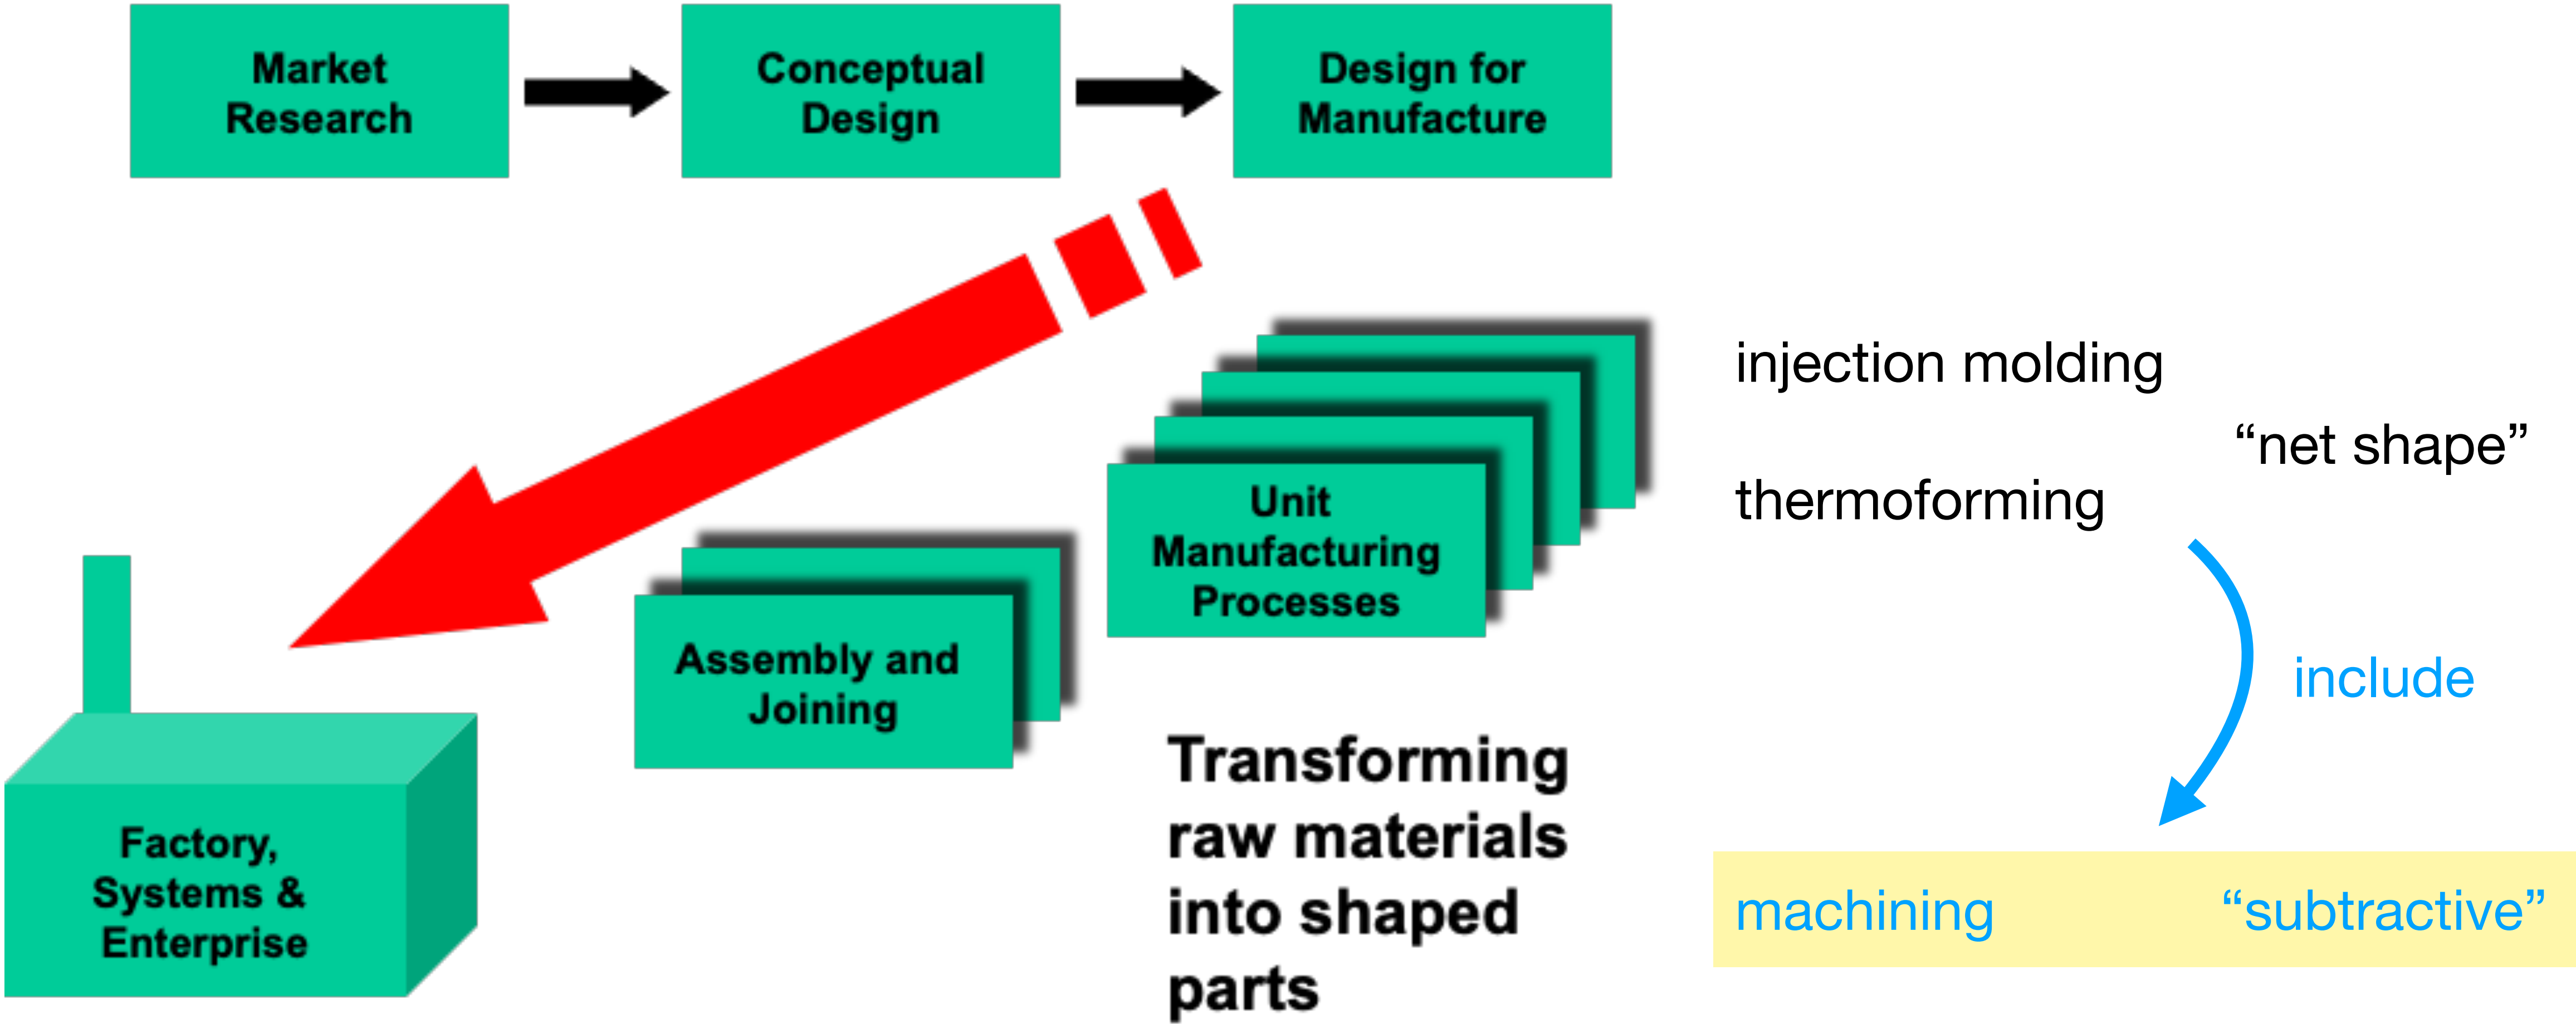 Market
Research
Conceptual
Design
Design for
Manufacture
injection molding
“net shape”
thermoforming
Unit
Manufacturing
Processes
Assembly and
Joining
include
Transforming
raw materials
into shaped
parts
Factory,
Systems &
Enterprise
machining
“subtractive”